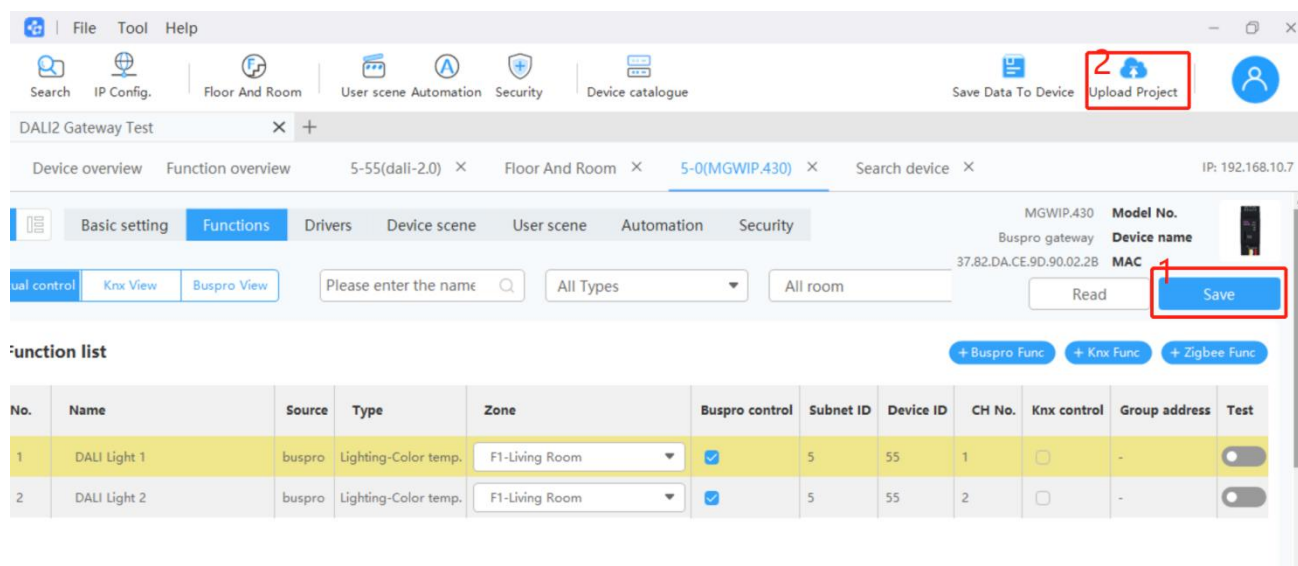 File Tool Help
2
Search IP Config. Floor And Room User scene Automation Security Device catalogue Save Data To Device Upload Project
DALI2 Gateway Test
Device overview Function overview 5-55(dali-2.0) Floor And Room 5-0(MGWIP.430) Search device IP: 192.168.10.7
Basic setting Functions Drivers Device scene User scene Automation Security
MGWIP.430 Model No.
Buspro gateway Device name
37.82.DA.CE.9D.90.02.2B MAC
1
ual control Knx View Buspro View Please enter the name All Types All room Read Save
Function list + Buspro Func + Knx Func + Zigbee Func
No. Name Source Type Zone Buspro control Subnet ID Device ID CH No. Knx control Group address Test
1 DALI Light 1 buspro Lighting-Color temp. F1-Living Room 5 55 1 -
2 DALI Light 2 buspro Lighting-Color temp. F1-Living Room 5 55 2 -